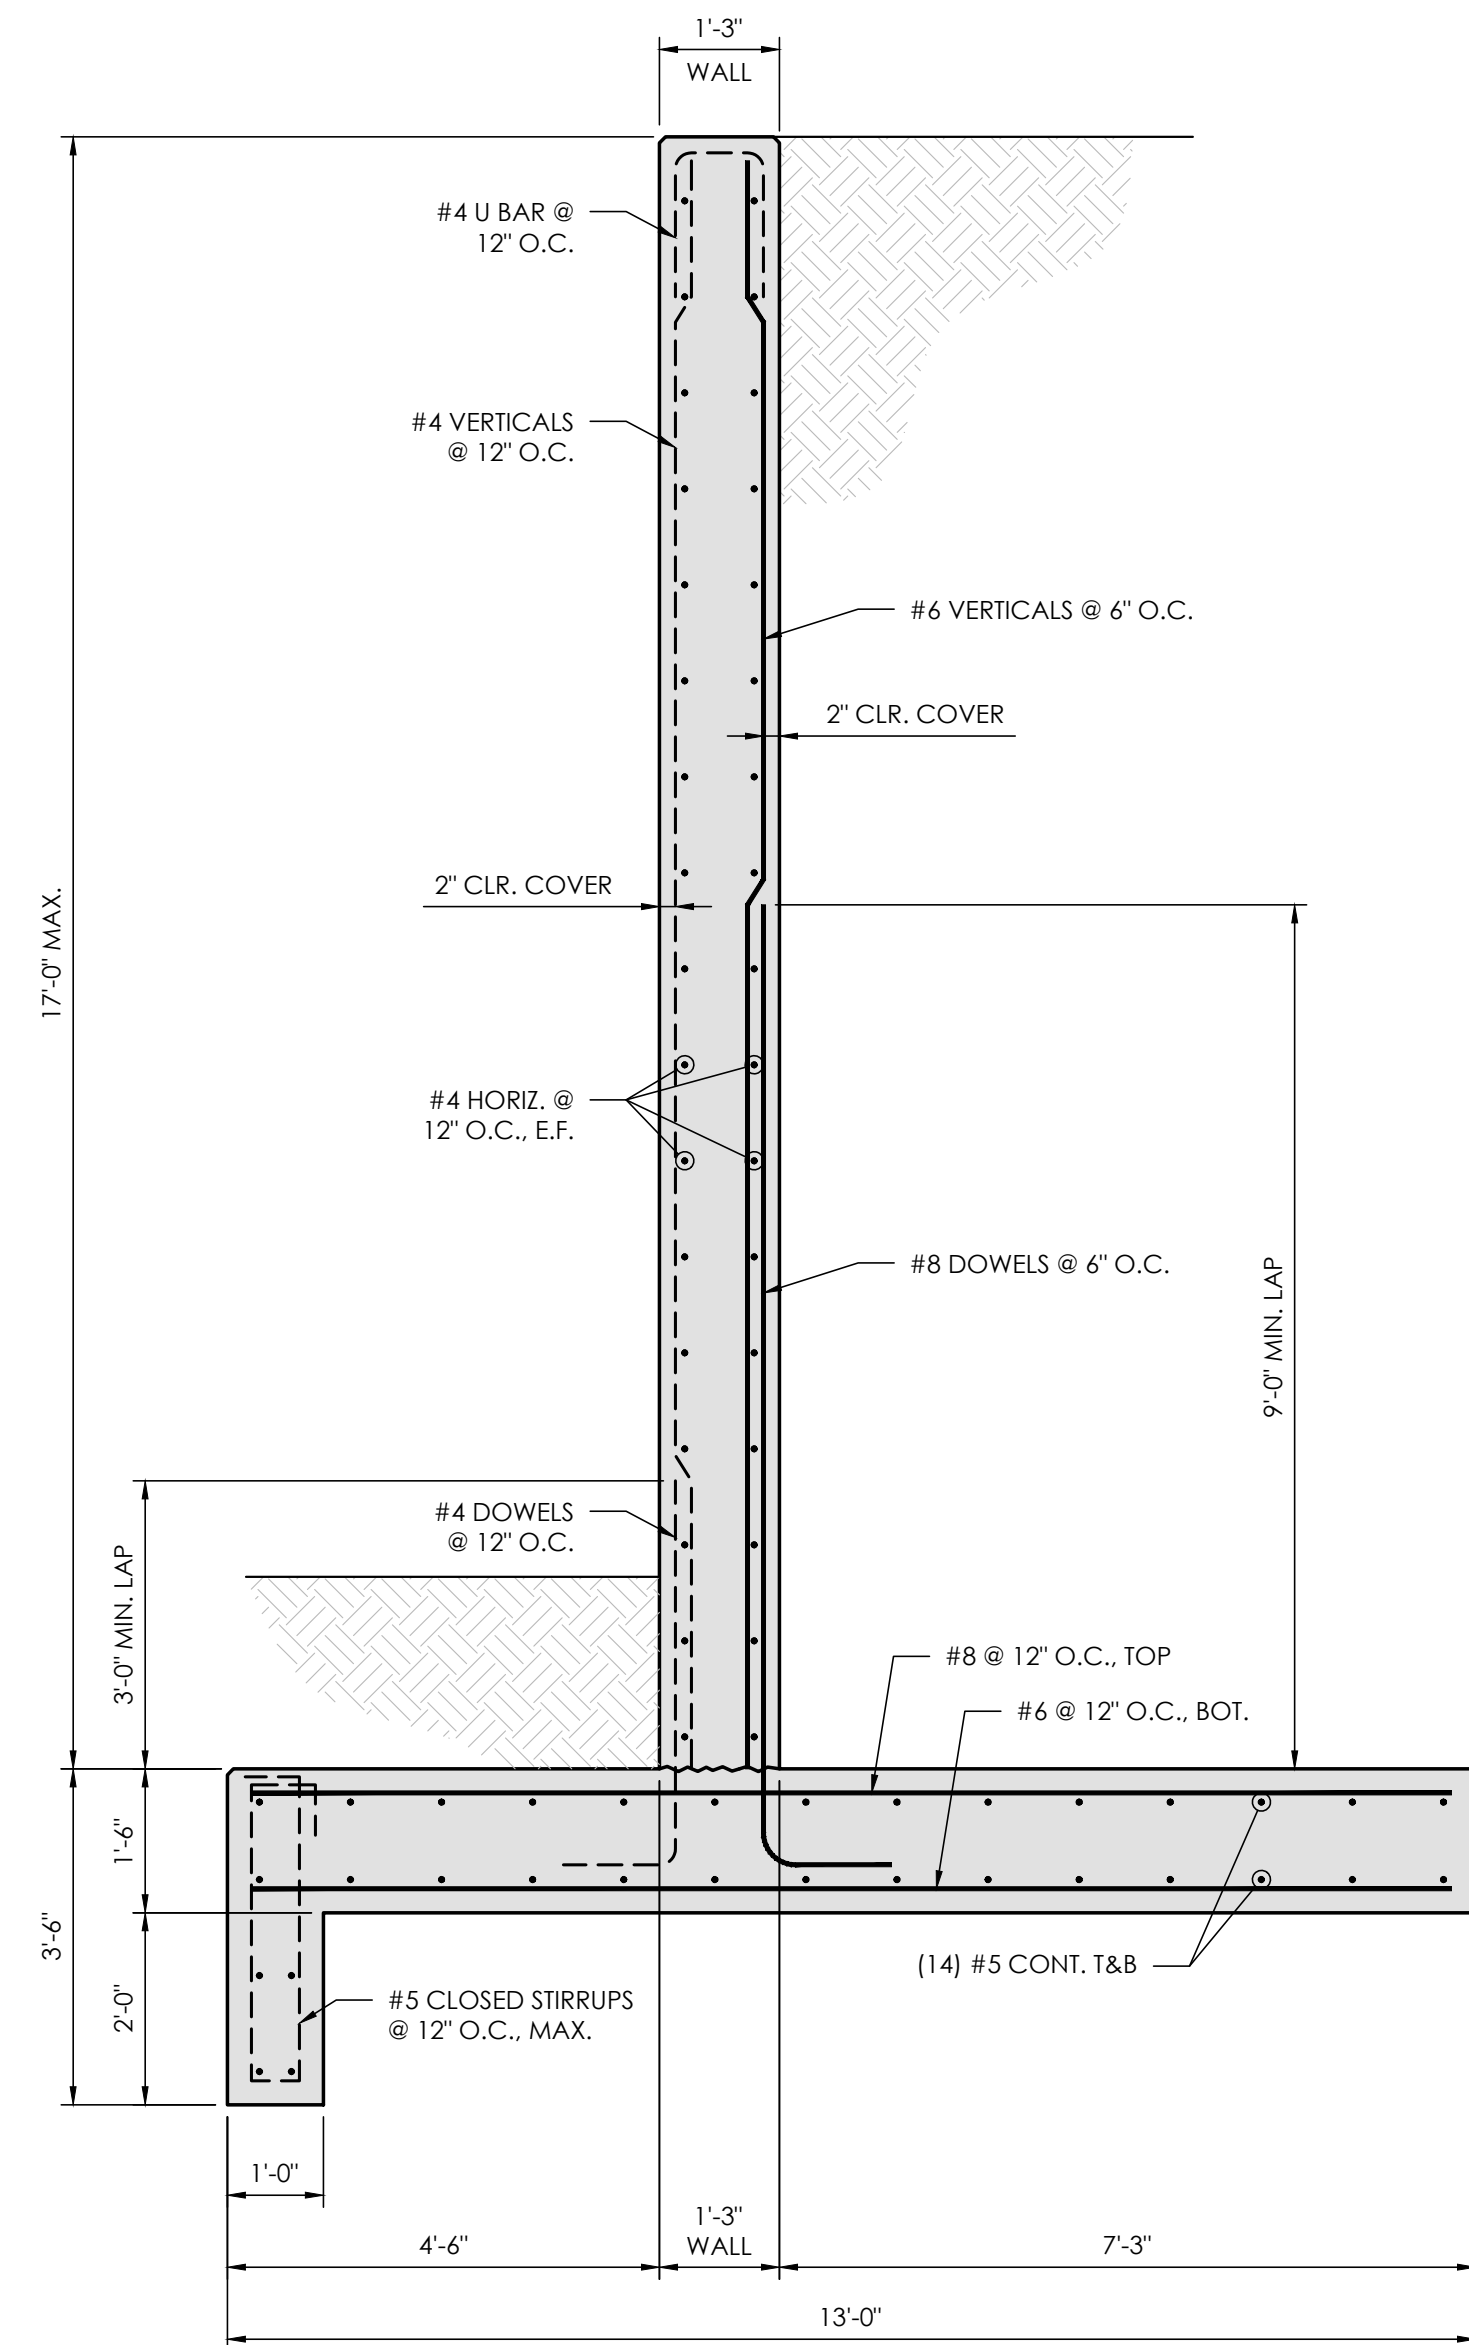 1'-3"
WALL
#4 U BAR @
12" O.C.
#4 VERTICALS
@ 12" O.C.
#6 VERTICALS @ 6" O.C.
2" CLR. COVER
2" CLR. COVER
17'-0" MAX.
#4 HORIZ. @
12" O.C., E.F.
#8 DOWELS @ 6" O.C.
9'-0" MIN. LAP
#4 DOWELS
@ 12" O.C.
3'-0" MIN. LAP
#8 @ 12" O.C., TOP
#6 @ 12" O.C., BOT.
1'-6"
3'-6"
2'-0"
(14) #5 CONT. T&B
#5 CLOSED STIRRUPS
@ 12" O.C., MAX.
1'-0"
4'-6"
1'-3"
WALL
7'-3"
13'-0"